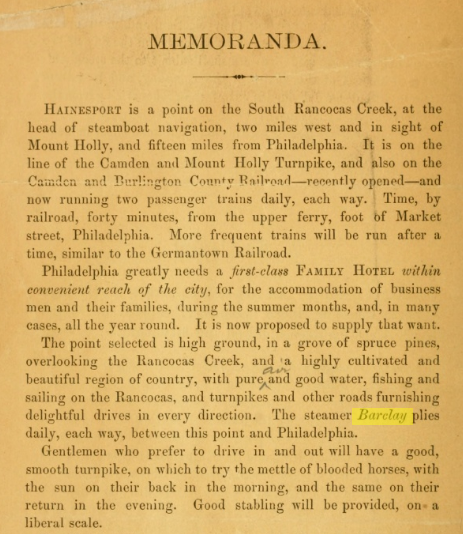 MEMORANDA.
HAINESPORT is a point on the South Rancocas Creek, at the
head of steamboat navigation, two miles west and in sight of
Mount Holly, and fifteen miles from Philadelphia. It is on the
line of the Camden and Mount Holly Turnpike, and also on the
Camden and Burlington County Railroad—recently opened—and
now running two passenger trains daily, each way. Time, by
railroad, forty minutes, from the upper ferry, foot of Market
street, Philadelphia. More frequent trains will be run after a
time, similar to the Germantown Railroad.
Philadelphia greatly needs a first-class FAMILY HOTEL within
convenient reach of the city, for the accommodation of business
men and their families, during the summer months, and, in many
cases, all the year round. It is now proposed to supply that want.
The point selected is high ground, in a grove of spruce pines,
overlooking the Rancocas Creek, and a highly cultivated and
beautiful region of country, with pure air and good water, fishing and
sailing on the Rancocas, and turnpikes and other roads furnishing
delightful drives in every direction. The steamer Barclay plies
daily, each way, between this point and Philadelphia.
Gentlemen who prefer to drive in and out will have a good,
smooth turnpike, on which to try the mettle of blooded horses, with
the sun on their back in the morning, and the same on their
return in the evening. Good stabling will be provided, on a
liberal scale.